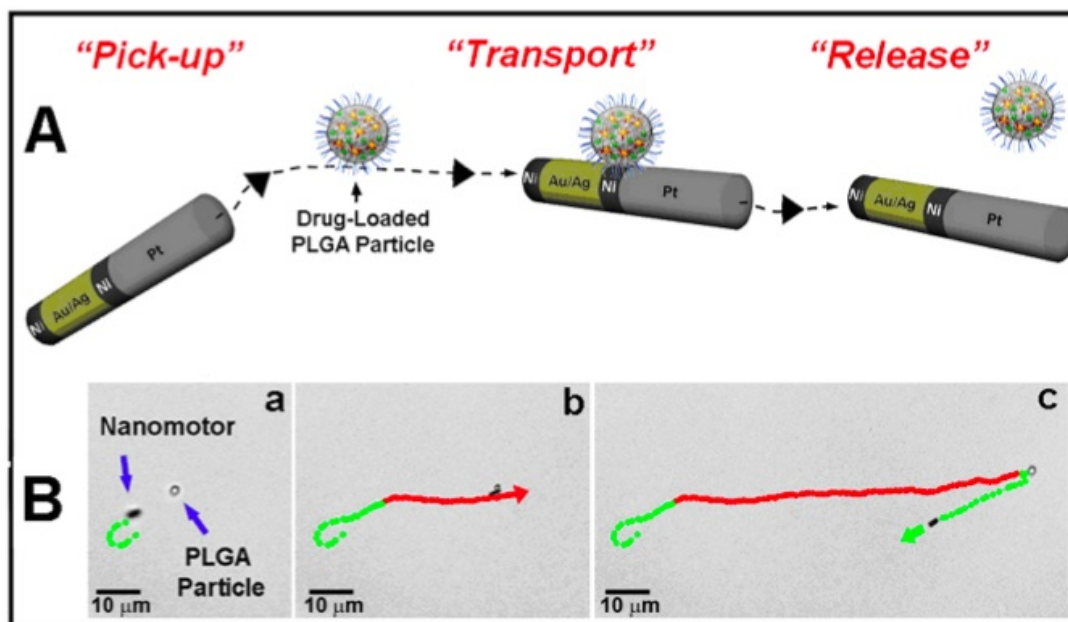 “Pick-up”
“Transport”
“Release”
A
Ni
Au/Ag
Ni
Pt
Drug-Loaded
PLGA Particle
Ni
Au/Ag
Ni
Pt
Ni
Au/Ag
Ni
Pt
B
a
Nanomotor
PLGA
Particle
10 μm
b
10 μm
c
10 μm